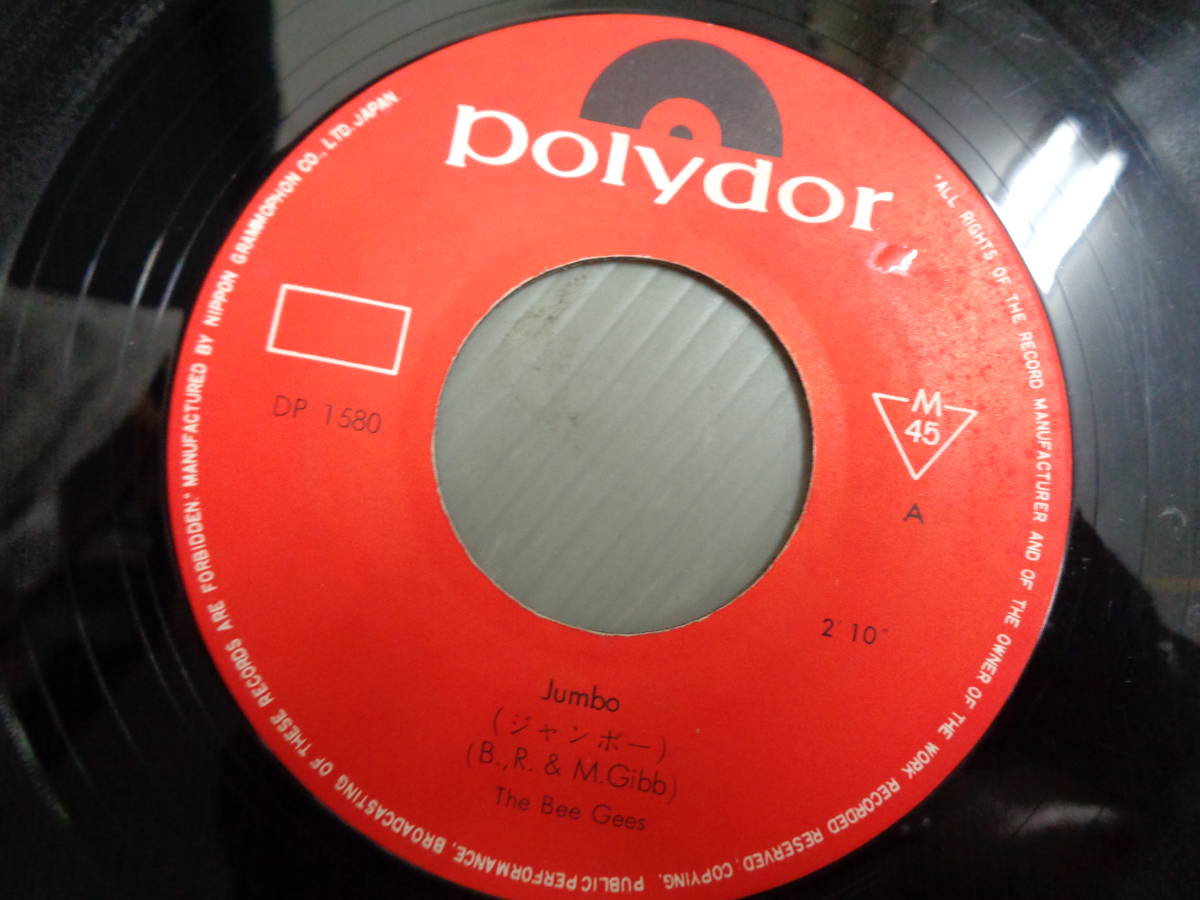 polydor
"ALL RIGHTS OF THE RECORD MANUFACTURER AND OF THE OWNER OF THE WORK RECORDED RESERVED; COPYING, PUBLIC PERFORMANCE, BROADCASTING OF THESE RECORDS ARE FORBIDDEN." MANUFACTURED BY NIPPON GRAMMOPHON CO., LTD. JAPAN
DP 1580
M
45
A
2'10"
Jumbo
(ジャンボー)
(B.,R. & M.Gibb)
The Bee Gees